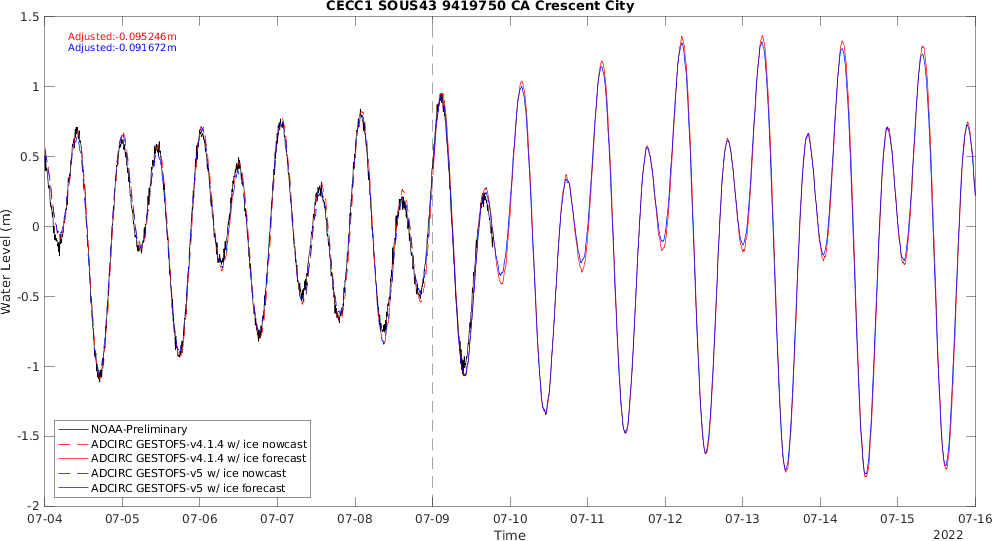 CECC1 SOUS43 9419750 CA Crescent City
Adjusted:-0.095246m
Adjusted:-0.091672m
1.5
1
0.5
0
-0.5
-1
-1.5
-2
Water Level (m)
NOAA-Preliminary
ADCIRC GESTOFS-v4.1.4 w/ ice nowcast
ADCIRC GESTOFS-v4.1.4 w/ ice forecast
ADCIRC GESTOFS-v5 w/ ice nowcast
ADCIRC GESTOFS-v5 w/ ice forecast
07-04 07-05 07-06 07-07 07-08 07-09 07-10 07-11 07-12 07-13 07-14 07-15 07-16
Time
2022